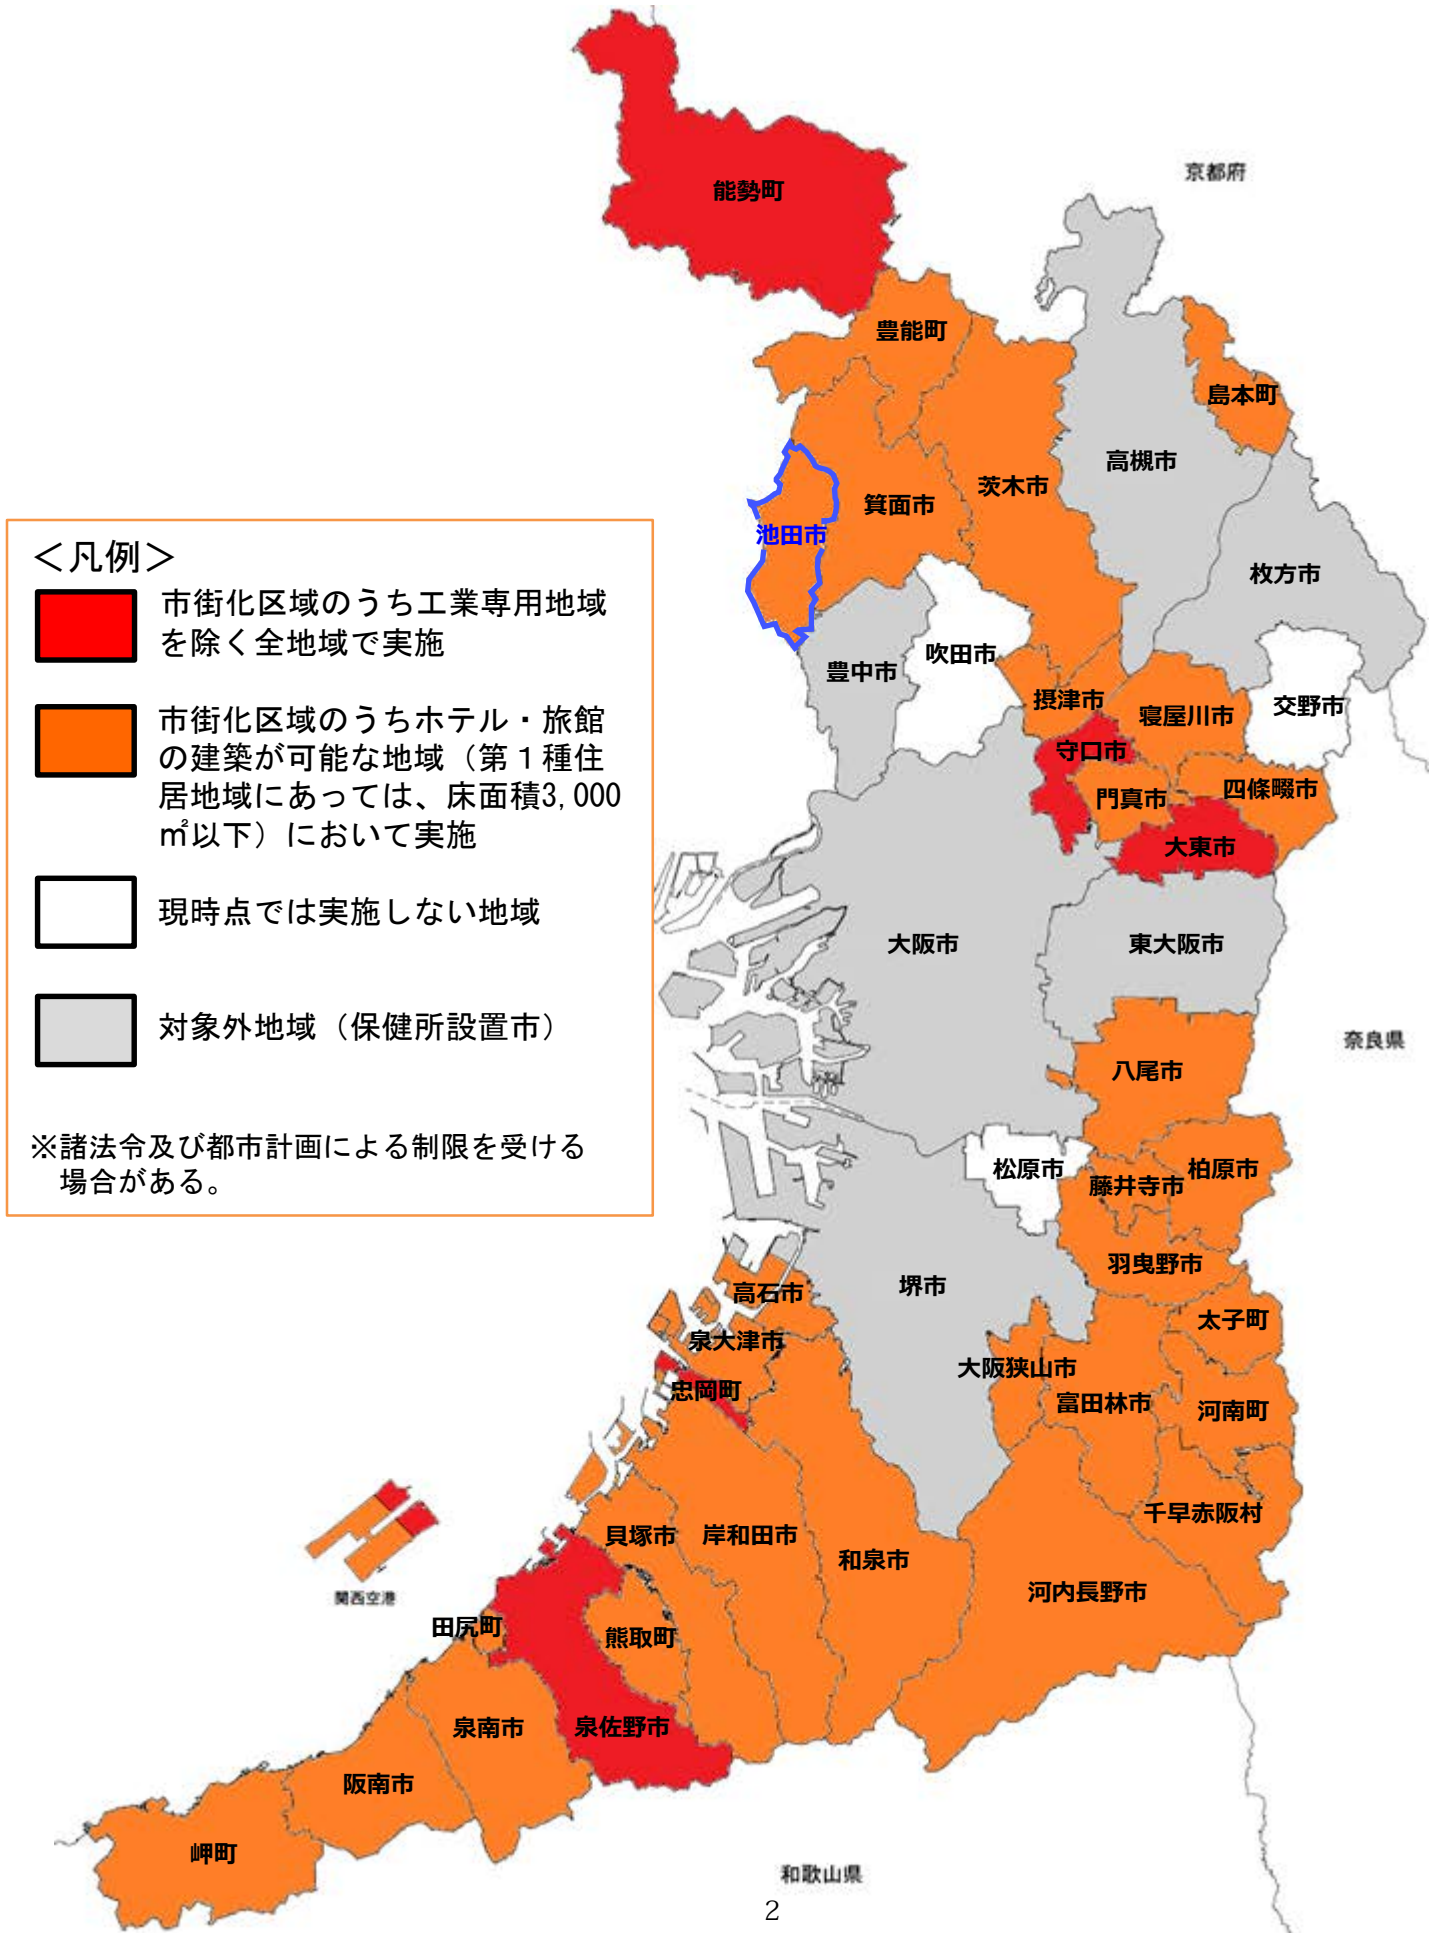 京都府
能勢町
豊能町
島本町
高槻市
茨木市
箕面市
池田市
枚方市
吹田市
豊中市
摂津市
寝屋川市
交野市
守口市
門真市
四條畷市
大東市
大阪市
東大阪市
奈良県
八尾市
松原市
藤井寺市
柏原市
羽曳野市
堺市
高石市
太子町
泉大津市
大阪狭山市
忠岡町
富田林市
河南町
千早赤阪村
貝塚市
岸和田市
和泉市
河内長野市
関西空港
田尻町
熊取町
泉南市
泉佐野市
阪南市
岬町
和歌山県
＜凡例＞
市街化区域のうち工業専用地域
を除く全地域で実施
市街化区域のうちホテル・旅館
の建築が可能な地域（第１種住
居地域にあっては、床面積3,000
㎡以下）において実施
現時点では実施しない地域
対象外地域（保健所設置市）
※諸法令及び都市計画による制限を受ける
場合がある。
2